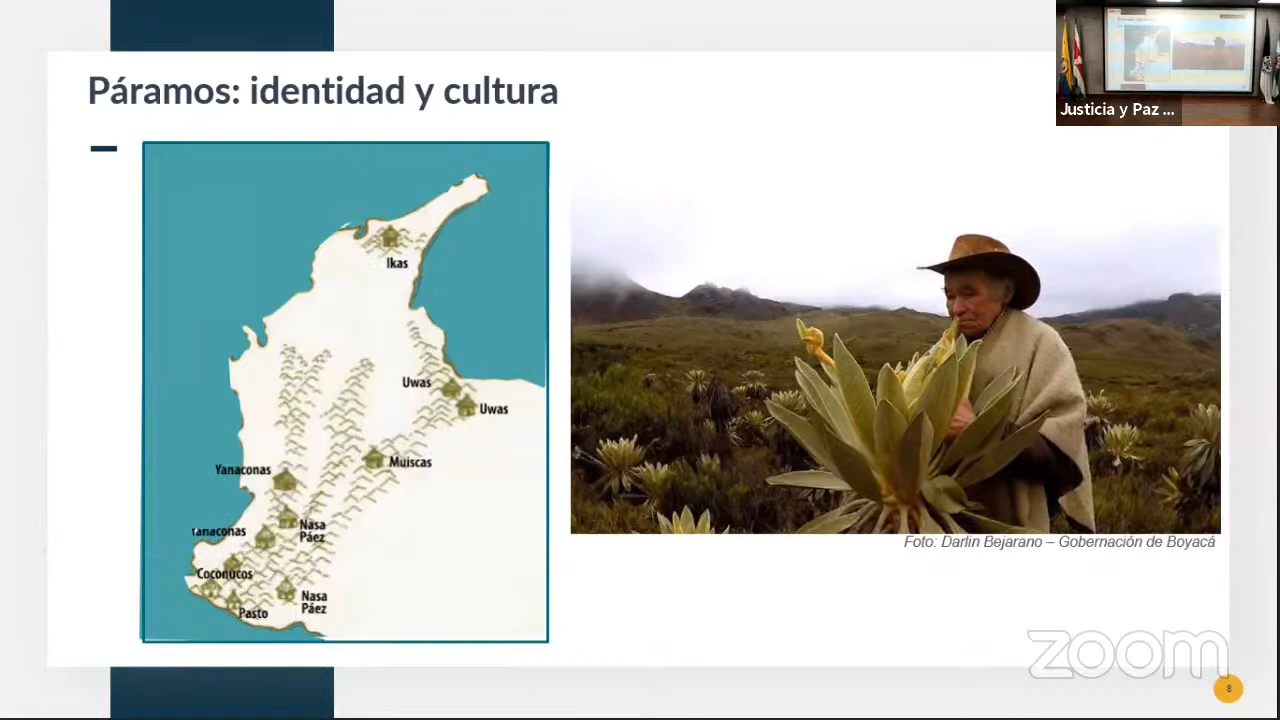 Páramos: identidad y cultura
Justicia y Paz ...
Ikas
Uwas
Uwas
Muiscas
Yanaconas
Nasa
Páez
Yanaconas
Coconucos
Nasa
Páez
Pasto
Foto: Darlin Bejarano – Gobernación de Boyacá
zoom
8